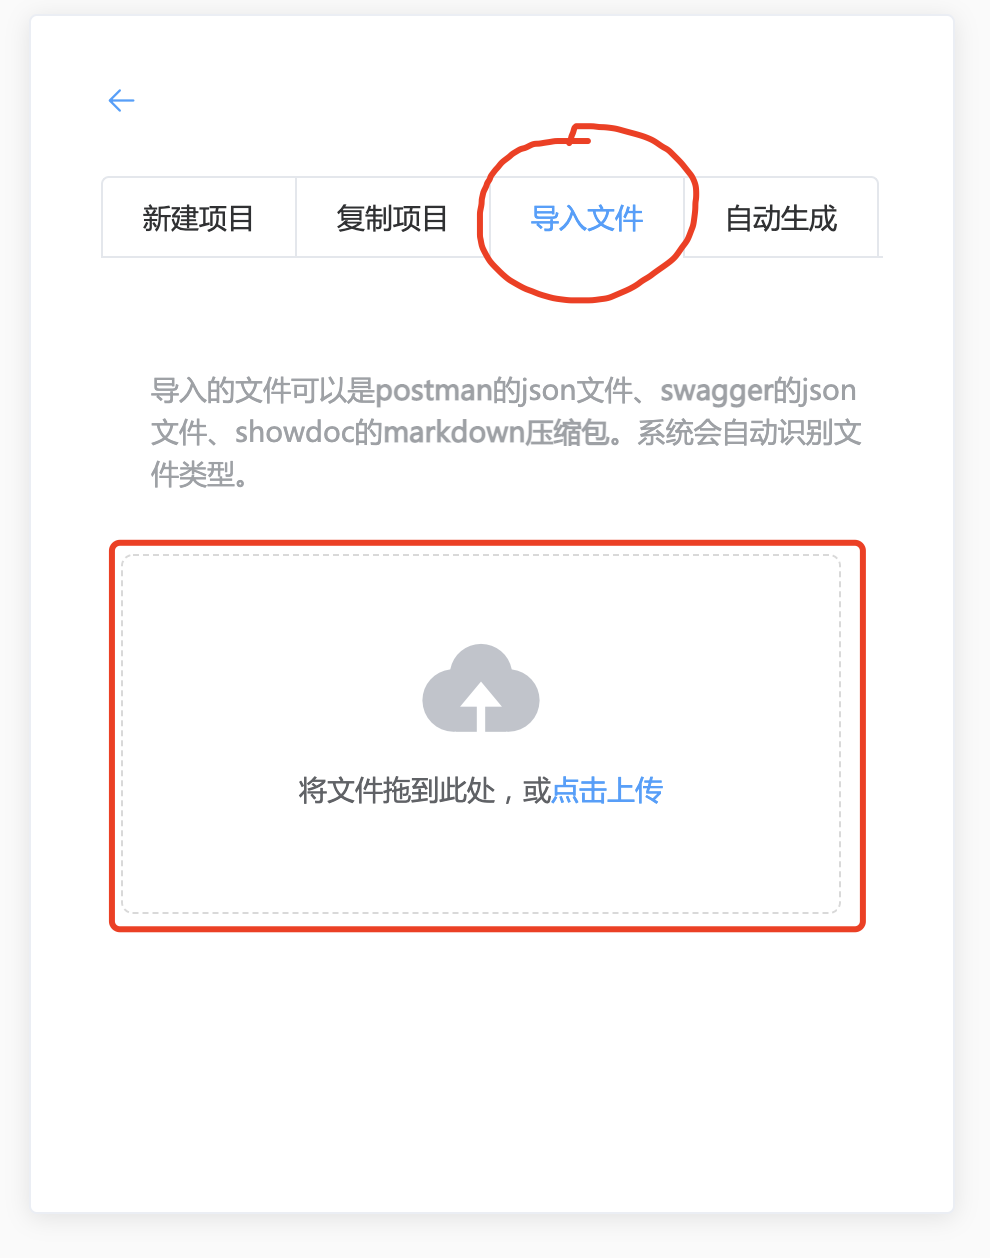 新建项目 复制项目 导入文件 自动生成
导入的文件可以是postman的json文件、swagger的json
文件、showdoc的markdown压缩包。系统会自动识别文
件类型。
将文件拖到此处，或点击上传